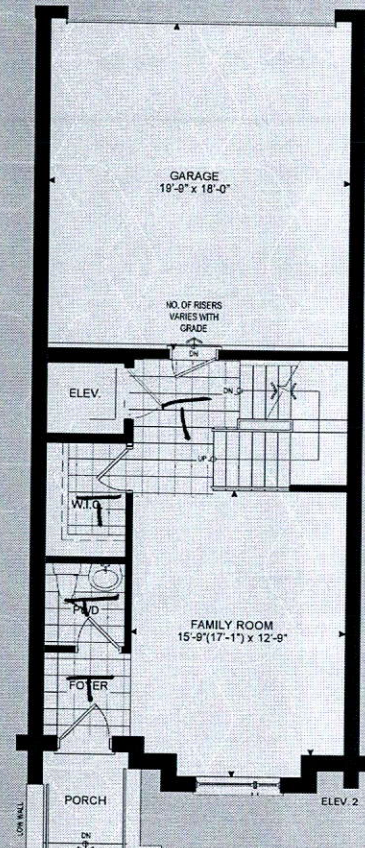 GARAGE
19'-9" x 18'-0"
NO. OF RISERS
VARIES WITH
GRADE
DN
ELEV.
DN
UP
W.I.C.
PWD
FAMILY ROOM
15'-9"(17'-1") x 12'-9"
FOYER
PORCH
LOW WALL
DN
ELEV. 2